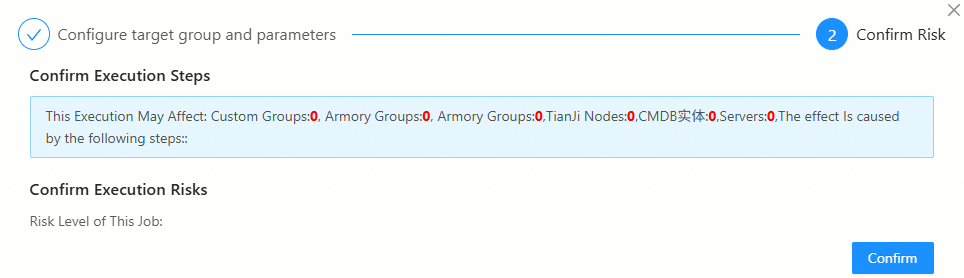 Configure target group and parameters
2 Confirm Risk
Confirm Execution Steps
This Execution May Affect: Custom Groups:0, Armory Groups:0, Armory Groups:0,TianJi Nodes:0,CMDB实体:0,Servers:0,The effect Is caused
by the following steps::
Confirm Execution Risks
Risk Level of This Job:
Confirm